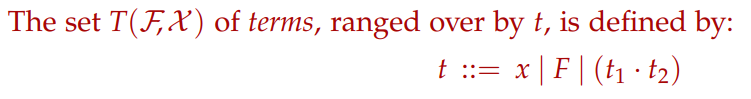 The set T(ℱ,𝒳) of terms, ranged over by t, is defined by:
t ::= x | F | (t₁ · t₂)